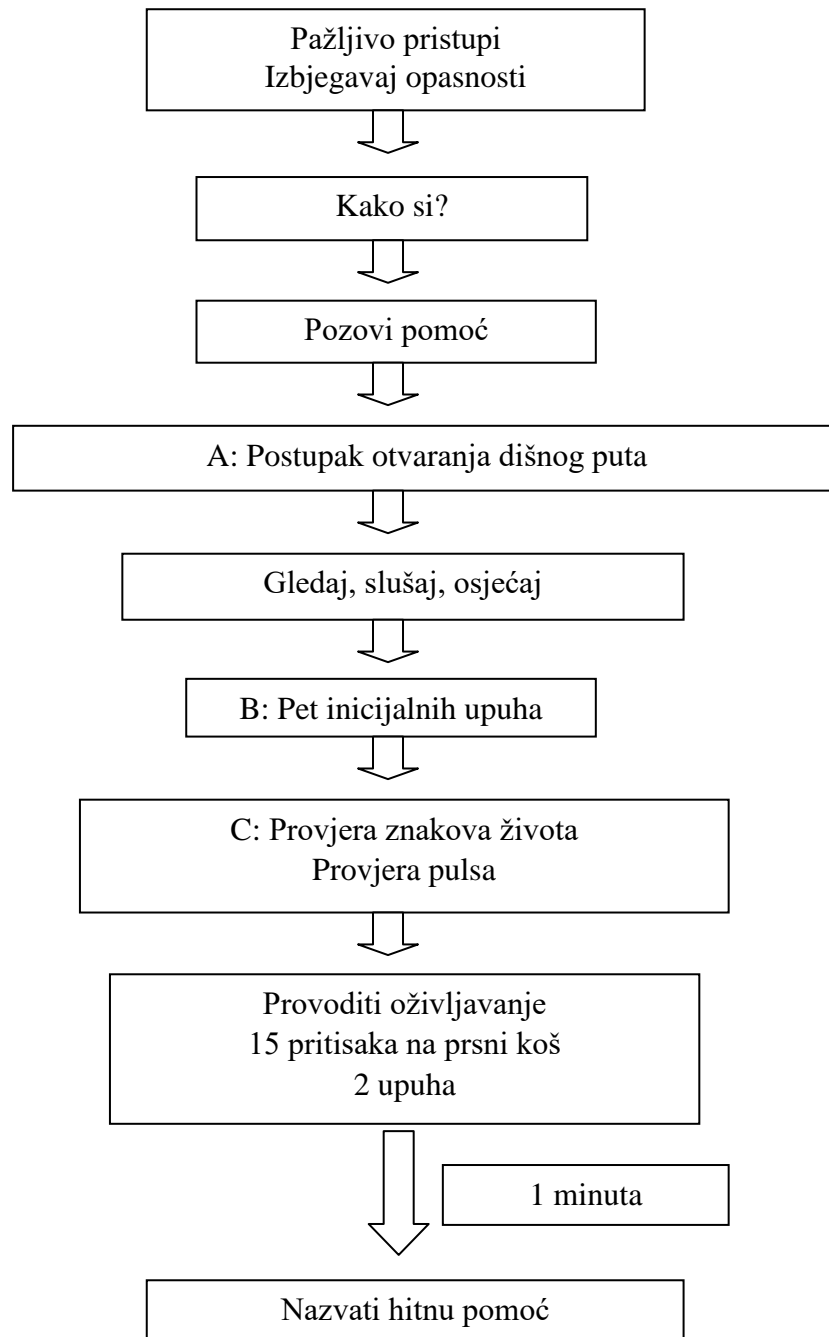 Pažljivo pristupi
Izbjegavaj opasnosti
Kako si?
Pozovi pomoć
A: Postupak otvaranja dišnog puta
Gledaj, slušaj, osjećaj
B: Pet inicijalnih upuha
C: Provjera znakova života
Provjera pulsa
Provoditi oživljavanje
15 pritisaka na prsni koš
2 upuha
1 minuta
Nazvati hitnu pomoć